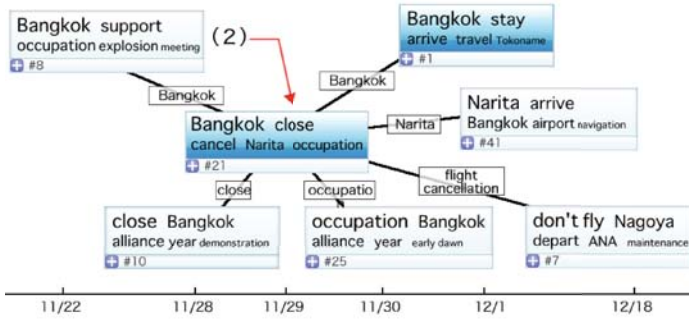 Bangkok support
occupation explosion meeting
#8
(2)
Bangkok stay
arrive travel Tokoname
#1
Bangkok
Bangkok
Narita arrive
Bangkok airport navigation
#41
Bangkok close
cancel Narita occupation
#21
Narita
close
occupatio
flight
cancellation
close Bangkok
alliance year demonstration
#10
occupation Bangkok
alliance year early dawn
#25
don't fly Nagoya
depart ANA maintenance
#7
11/22 11/28 11/29 11/30 12/1 12/18